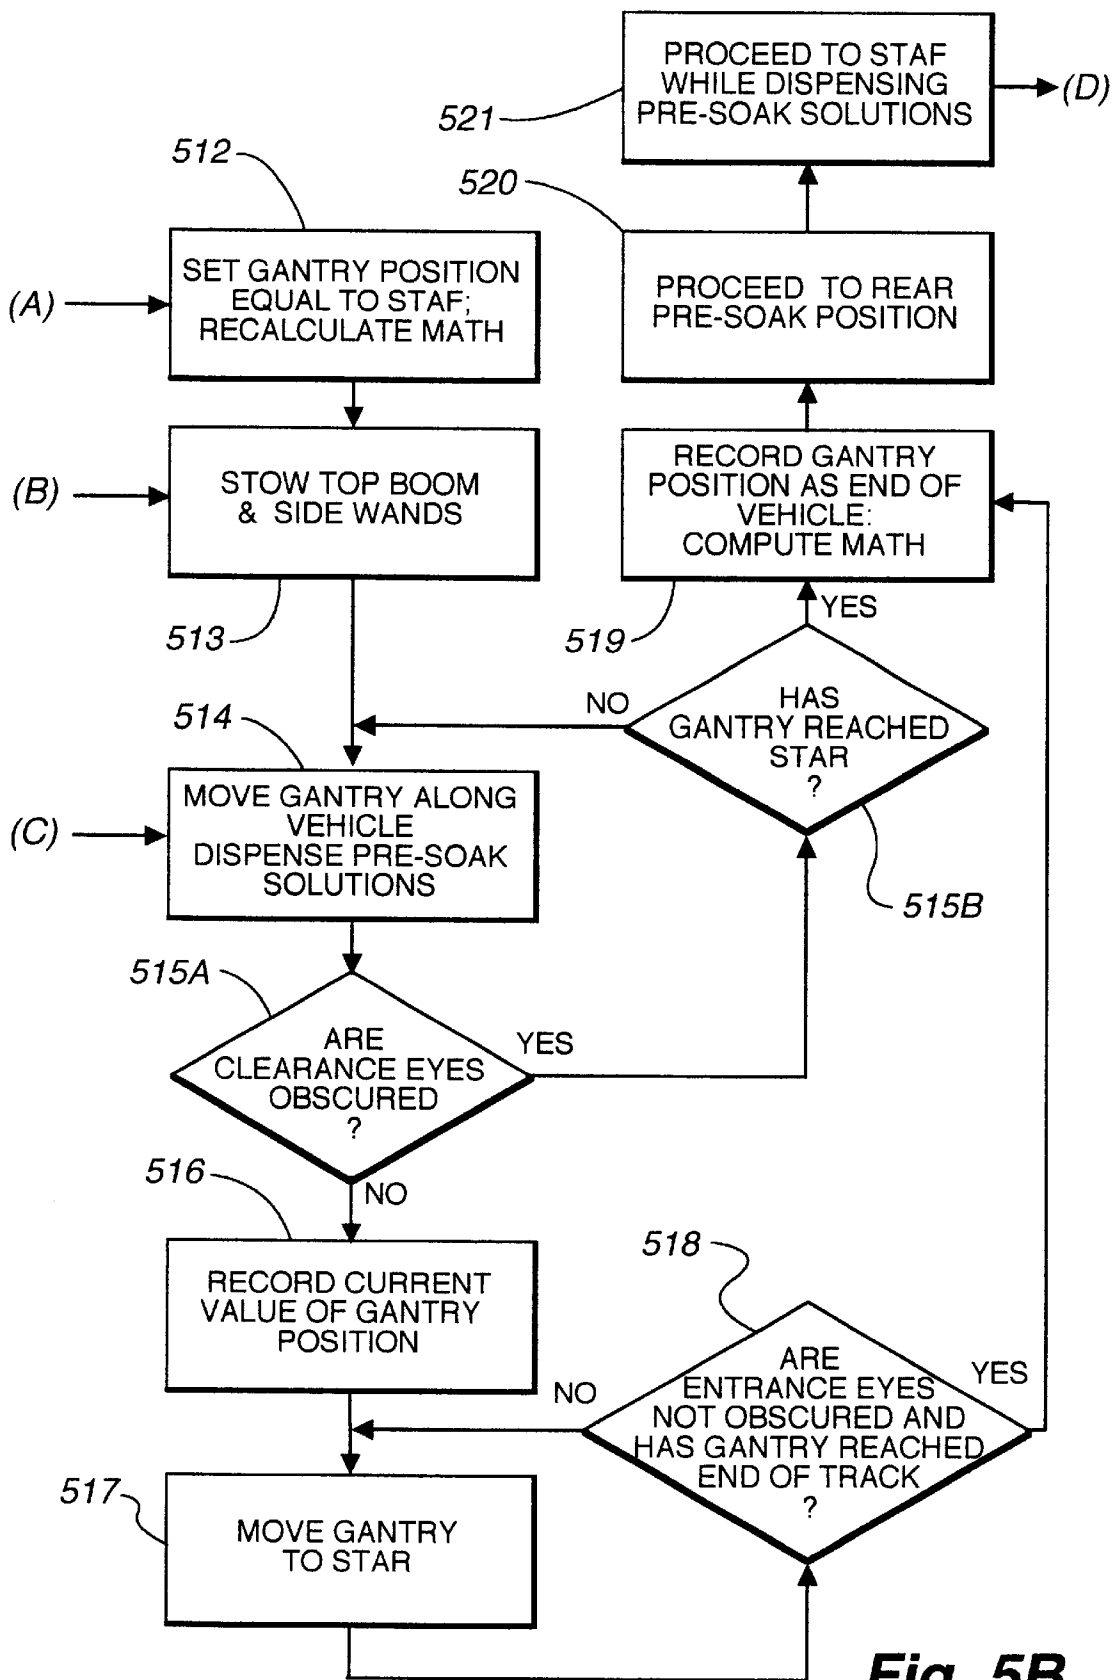 PROCEED TO STAF
WHILE DISPENSING
PRE-SOAK SOLUTIONS
(D)
521
512
520
SET GANTRY POSITION
EQUAL TO STAF;
RECALCULATE MATH
(A)
PROCEED TO REAR
PRE-SOAK POSITION
STOW TOP BOOM
& SIDE WANDS
(B)
RECORD GANTRY
POSITION AS END OF
VEHICLE:
COMPUTE MATH
513
519
YES
514
NO
HAS
GANTRY REACHED
STAR
?
MOVE GANTRY ALONG
VEHICLE
DISPENSE PRE-SOAK
SOLUTIONS
(C)
515B
515A
ARE
CLEARANCE EYES
OBSCURED
?
YES
516
NO
RECORD CURRENT
VALUE OF GANTRY
POSITION
518
ARE
ENTRANCE EYES
NOT OBSCURED AND
HAS GANTRY REACHED
END OF TRACK
?
YES
NO
517
MOVE GANTRY
TO STAR
Fig. 5B